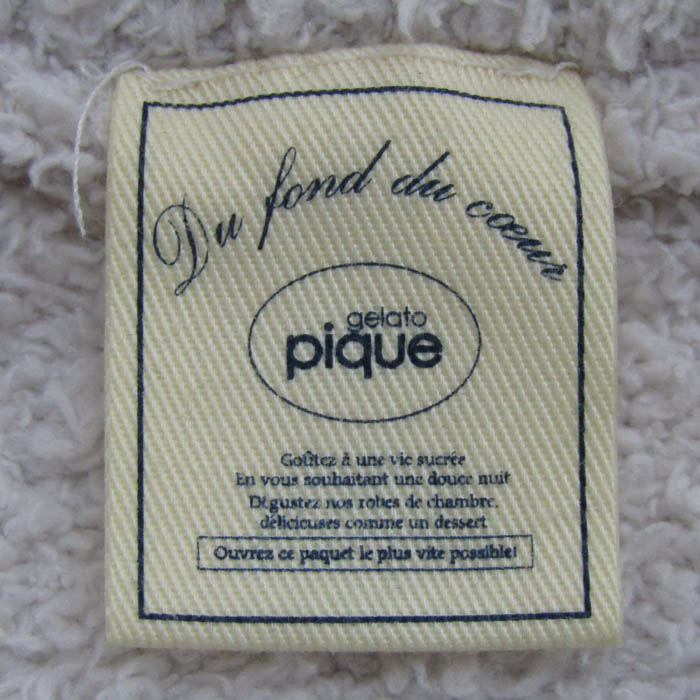 Du fond du cœur
gelato
pique
Goûtez à une vie sucrée
En vous souhaitant une douce nuit
Dégustez nos robes de chambre,
délicieuses comme un dessert
Ouvrez ce paquet le plus vite possible!